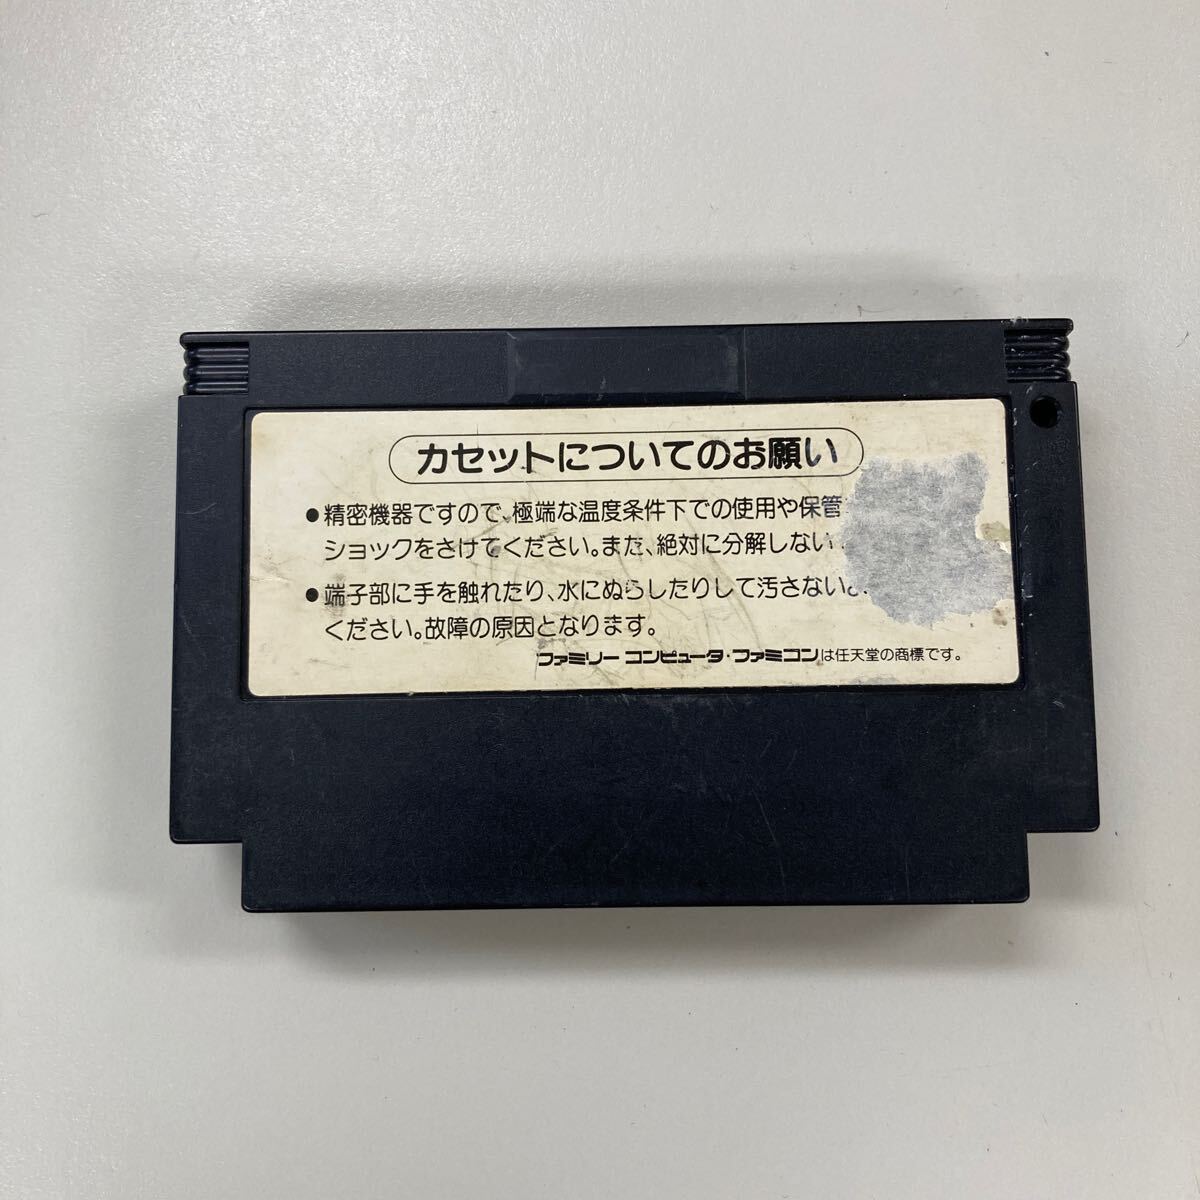 カセットについてのお願い
●精密機器ですので、極端な温度条件下での使用や保管
ショックをさけてください。また、絶対に分解しない
●端子部に手を触れたり、水にぬらしたりして汚さない
ください。故障の原因となります。
ファミリーコンピュータ・ファミコンは任天堂の商標です。